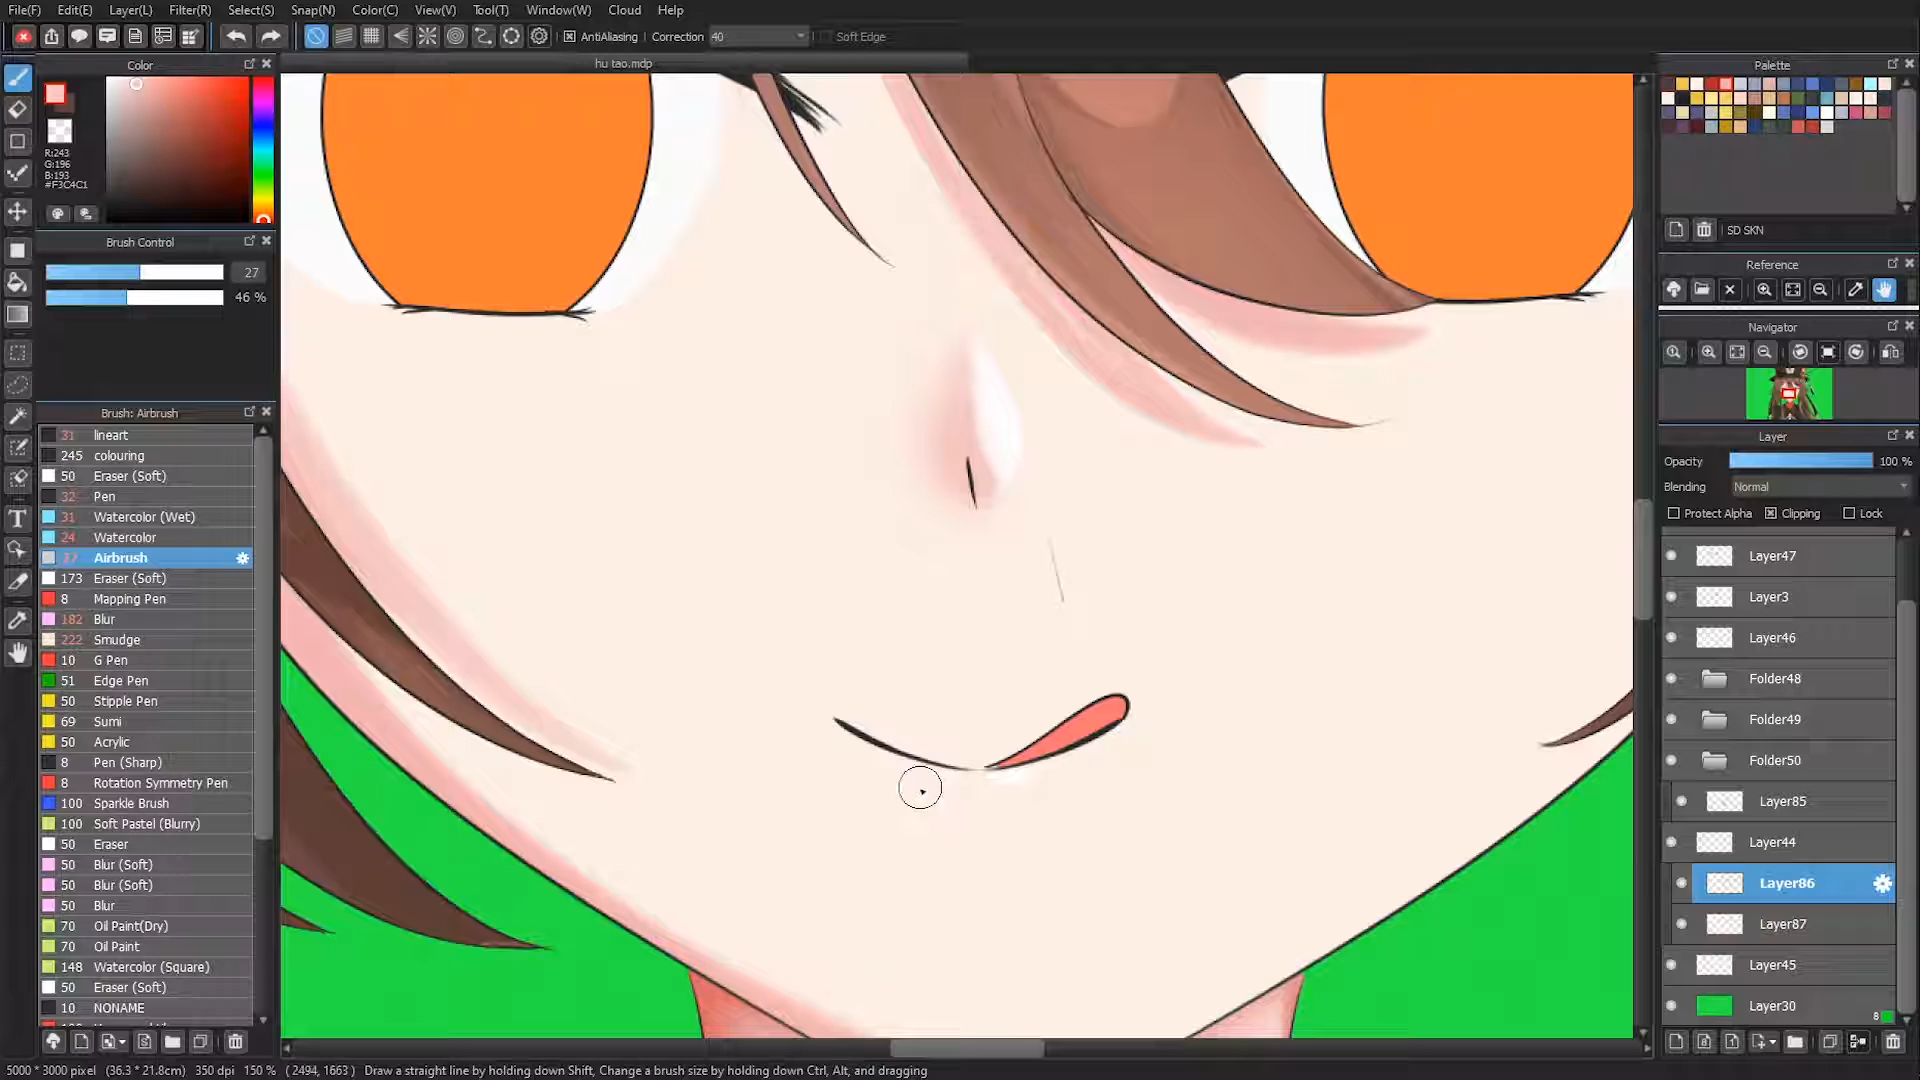 File(F) Edit(E) Layer(L) Filter(R) Select(S) Snap(N) Color(C) View(V) Tool(T) Window(W) Cloud Help
AntiAliasing Correction 40 Soft Edge
Color
hu tao.mdp
Palette
R:243
G:196
B:193
#F3C4C1
SD SKN
Brush Control
27
46 %
Reference
Navigator
Brush: Airbrush
31 lineart
245 colouring
50 Eraser (Soft)
32 Pen
31 Watercolor (Wet)
24 Watercolor
27 Airbrush
173 Eraser (Soft)
8 Mapping Pen
182 Blur
222 Smudge
10 G Pen
51 Edge Pen
50 Stipple Pen
69 Sumi
50 Acrylic
8 Pen (Sharp)
8 Rotation Symmetry Pen
100 Sparkle Brush
100 Soft Pastel (Blurry)
50 Eraser
50 Blur (Soft)
50 Blur (Soft)
50 Blur
70 Oil Paint(Dry)
70 Oil Paint
148 Watercolor (Square)
50 Eraser (Soft)
10 NONAME
Layer
Opacity 100 %
Blending Normal
Protect Alpha Clipping Lock
Layer47
Layer3
Layer46
Folder48
Folder49
Folder50
Layer85
Layer44
Layer86
Layer87
Layer45
Layer30
8
5000 * 3000 pixel (36.3 * 21.8cm) 350 dpi 150 % ( 2494, 1663 ) Draw a straight line by holding down Shift, Change a brush size by holding down Ctrl, Alt, and dragging